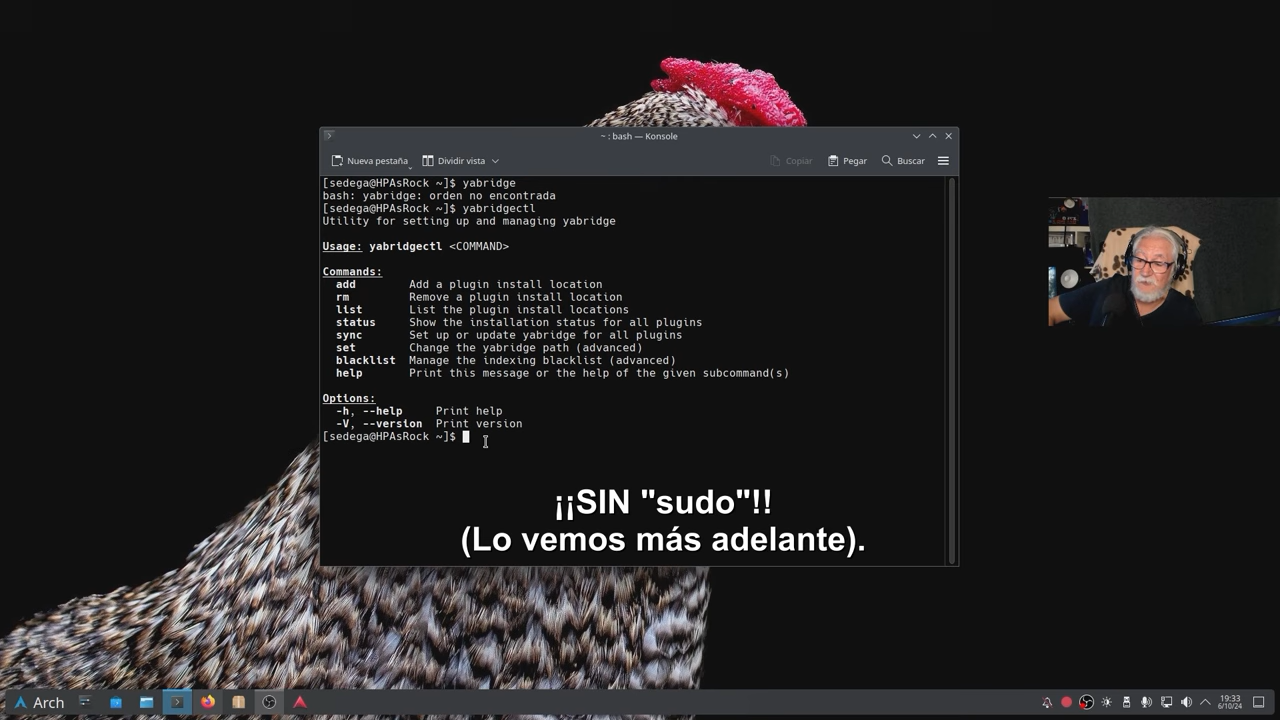 ~ : bash — Konsole
Nueva pestaña
Dividir vista
Copiar
Pegar
Buscar
[sedega@HPAsRock ~]$ yabridge
bash: yabridge: orden no encontrada
[sedega@HPAsRock ~]$ yabridgectl
Utility for setting up and managing yabridge
Usage: yabridgectl <COMMAND>
Commands:
add Add a plugin install location
rm Remove a plugin install location
list List the plugin install locations
status Show the installation status for all plugins
sync Set up or update yabridge for all plugins
set Change the yabridge path (advanced)
blacklist Manage the indexing blacklist (advanced)
help Print this message or the help of the given subcommand(s)
Options:
-h, --help Print help
-V, --version Print version
[sedega@HPAsRock ~]$
¡¡SIN "sudo"!!
(Lo vemos más adelante).
Arch
19:33
6/10/24